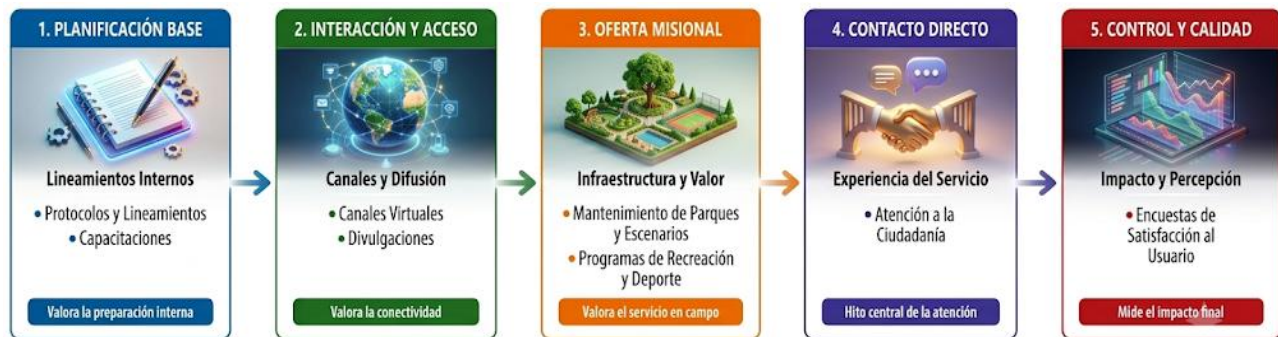 1. PLANIFICACIÓN BASE
Lineamientos Internos
• Protocolos y Lineamientos
• Capacitaciones
Valora la preparación interna
2. INTERACCIÓN Y ACCESO
Canales y Difusión
• Canales Virtuales
• Divulgaciones
Valora la conectividad
3. OFERTA MISIONAL
Infraestructura y Valor
• Mantenimiento de Parques
y Escenarios
• Programas de Recreación
y Deporte
Valora el servicio en campo
4. CONTACTO DIRECTO
Experiencia del Servicio
• Atención a la
Ciudadanía
Hito central de la atención
5. CONTROL Y CALIDAD
Impacto y Percepción
• Encuestas de
Satisfacción al
Usuario
Mide el impacto final